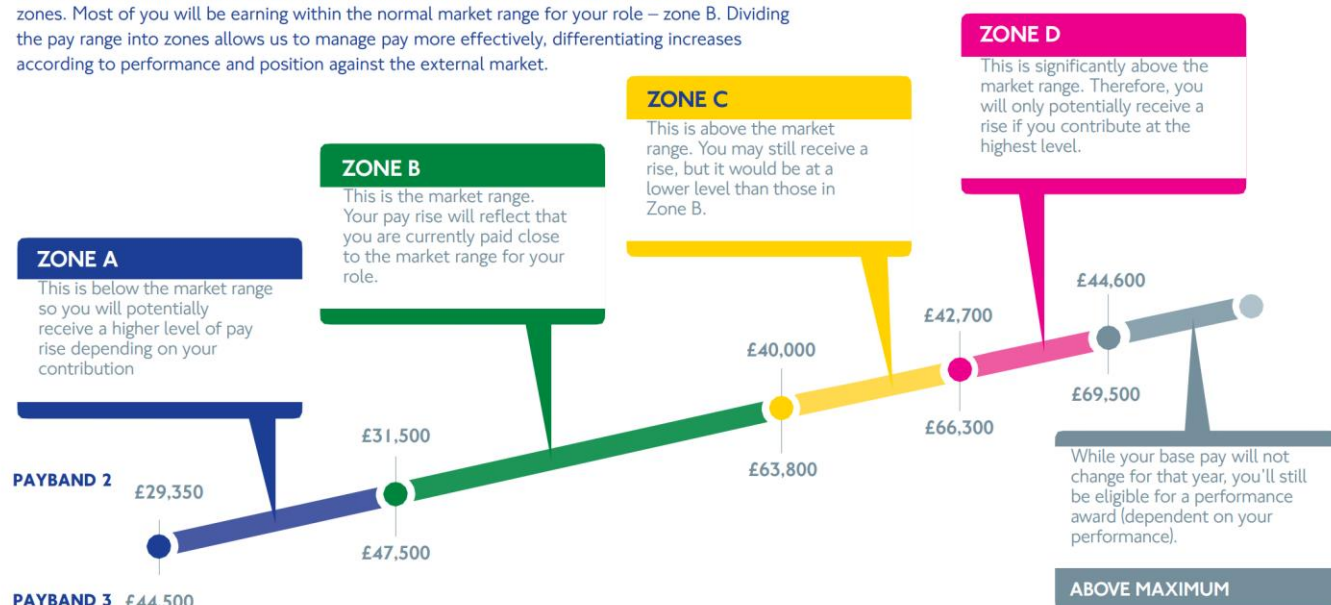 zones. Most of you will be earning within the normal market range for your role – zone B. Dividing
the pay range into zones allows us to manage pay more effectively, differentiating increases
according to performance and position against the external market.
ZONE A
This is below the market range
so you will potentially
receive a higher level of pay
rise depending on your
contribution
ZONE B
This is the market range.
Your pay rise will reflect that
you are currently paid close
to the market range for your
role.
ZONE C
This is above the market
range. You may still receive a
rise, but it would be at a
lower level than those in
Zone B.
ZONE D
This is significantly above the
market range. Therefore, you
will only potentially receive a
rise if you contribute at the
highest level.
PAYBAND 2
£29,350
£31,500
£40,000
£42,700
£44,600
PAYBAND 3
£44,500
£47,500
£63,800
£66,300
£69,500
While your base pay will not
change for that year, you’ll still
be eligible for a performance
award (dependent on your
performance).
ABOVE MAXIMUM